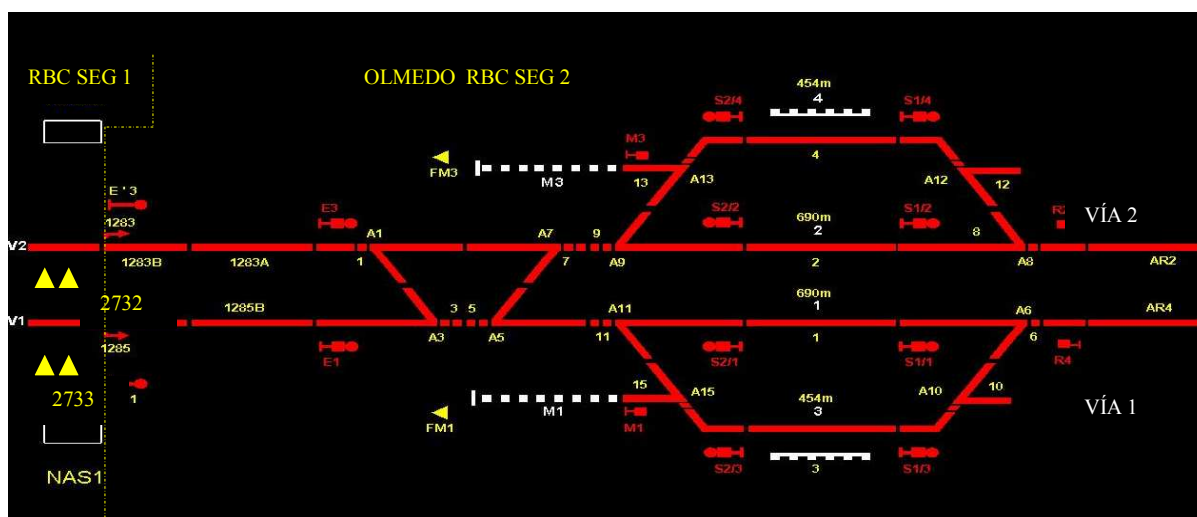 RBC SEG 1
OLMEDO RBC SEG 2
454m
4
S2/4
S1/4
M3
FM3
M3
13
A13
4
A12
12
E'3
1283
E3
S2/2
690m
2
S1/2
VÍA 2
V2
A1
A7
9
8
1283B
1283A
1
7
A9
2
A8
AR2
2732
1285B
3
5
A11
690m
1
A6
V1
1285
E1
A3
A5
11
S2/1
1
S1/1
6
R4
AR4
2733
1
15
A15
454m
3
A10
10
VÍA 1
FM1
M1
M1
S2/3
3
S1/3
NAS1